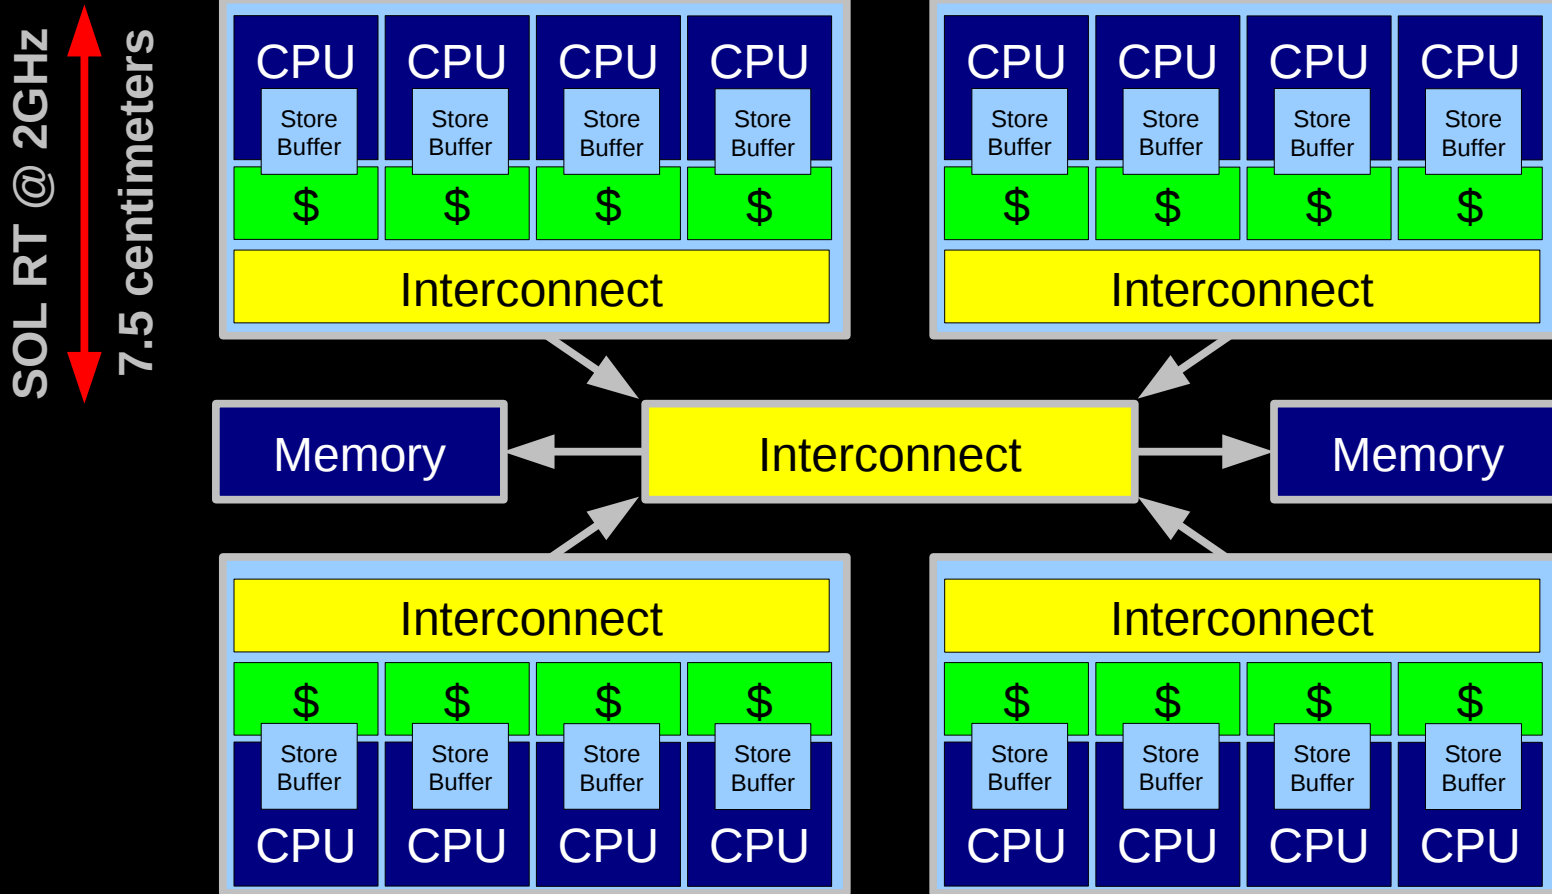 SOL RT @ 2GHz
7.5 centimeters
CPU CPU CPU CPU
Store Store Store Store
Buffer Buffer Buffer Buffer
$ $ $ $
Interconnect
CPU CPU CPU CPU
Store Store Store Store
Buffer Buffer Buffer Buffer
$ $ $ $
Interconnect
Memory
Interconnect
Memory
Interconnect
$ $ $ $
Store Store Store Store
Buffer Buffer Buffer Buffer
CPU CPU CPU CPU
Interconnect
$ $ $ $
Store Store Store Store
Buffer Buffer Buffer Buffer
CPU CPU CPU CPU